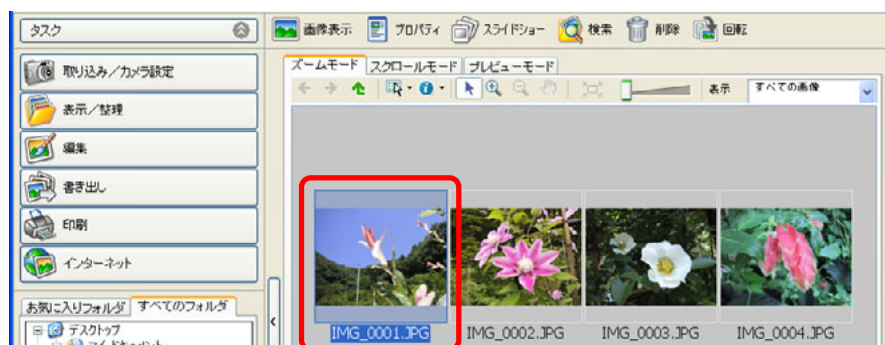 タスク
画像表示 プロパティ スライドショー 検索 削除 回転
取り込み／カメラ設定
表示／整理
編集
書き出し
印刷
インターネット
お気に入りフォルダ すべてのフォルダ
デスクトップ
ズームモード スクロールモード プレビューモード
表示 すべての画像
IMG_0001.JPG IMG_0002.JPG IMG_0003.JPG IMG_0004.JPG